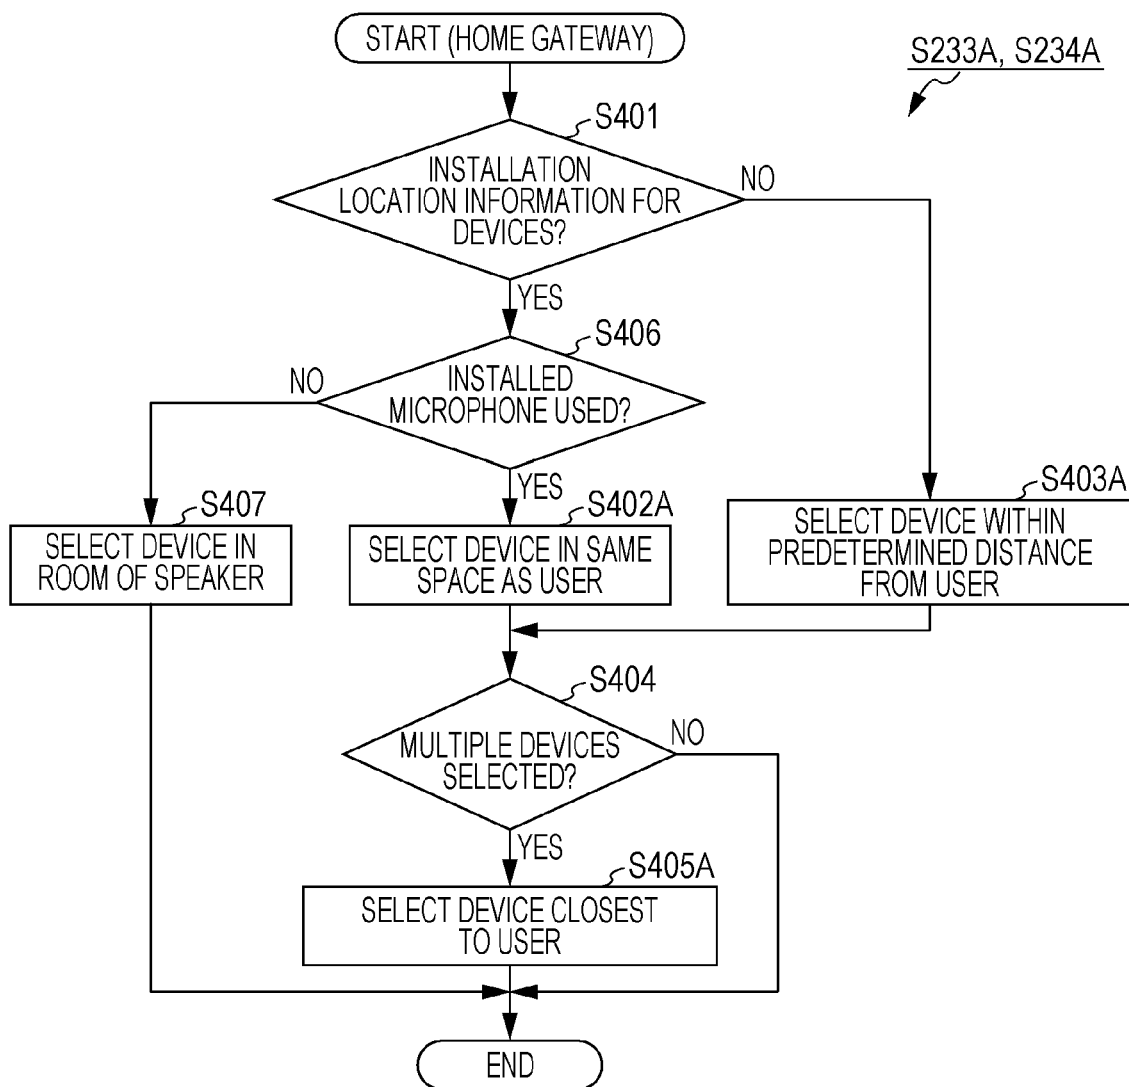 START (HOME GATEWAY)
S233A, S234A
S401
INSTALLATION
LOCATION INFORMATION FOR
DEVICES?
NO
YES
S406
INSTALLED
MICROPHONE USED?
NO
YES
S407
SELECT DEVICE IN
ROOM OF SPEAKER
S402A
SELECT DEVICE IN SAME
SPACE AS USER
S403A
SELECT DEVICE WITHIN
PREDETERMINED DISTANCE
FROM USER
S404
MULTIPLE DEVICES
SELECTED?
NO
YES
S405A
SELECT DEVICE CLOSEST
TO USER
END